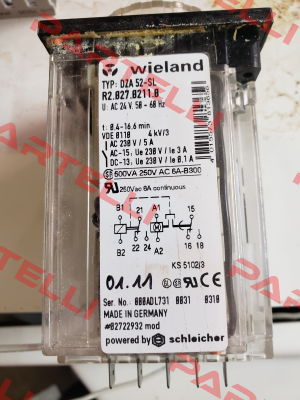 wieland
TYP: DZA 52-SL
R2.027.0211.0
U: AC 24 V, 50 - 60 Hz
t: 0,4-16,6 min
VDE 0110 4 kV/3
AC 230 V / 5 A
AC-15, Ue 230 V / Ie 3 A
DC-13, Ue 230 V / Ie 0,1 A
500VA 250V AC 6A-B300
250Vac 6A continuous
B1 21 A1 15
B2 22 24 A2 16 18
KS 5102/3
01.11
Ser. No. 000ADL731 0031 0310
MADE IN GERMANY
#02722932 mod
powered by schleicher